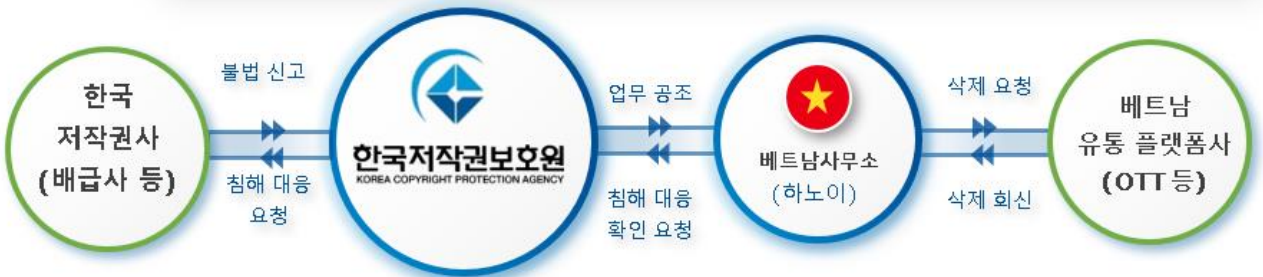 한국
저작권사
(배급사 등)
불법 신고
침해 대응
요청
한국저작권보호원
KOREA COPYRIGHT PROTECTION AGENCY
업무 공조
침해 대응
확인 요청
베트남사무소
(하노이)
삭제 요청
삭제 회신
베트남
유통 플랫폼사
(OTT 등)